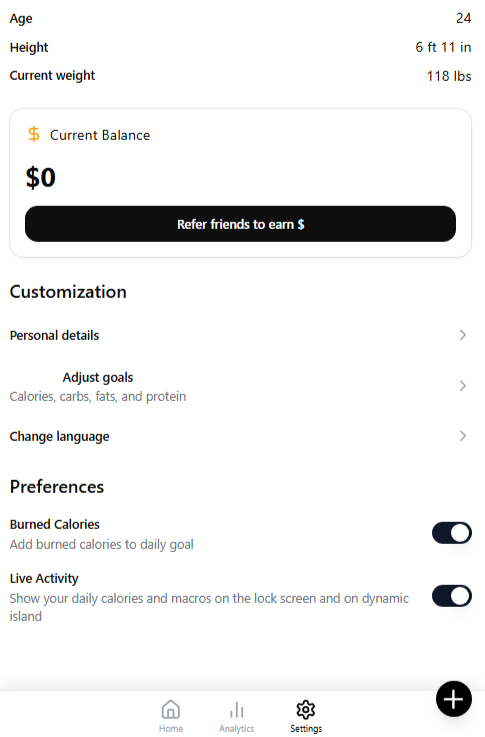 Age 24
Height 6 ft 11 in
Current weight 118 lbs
$ Current Balance
$0
Refer friends to earn $
Customization
Personal details
Adjust goals
Calories, carbs, fats, and protein
Change language
Preferences
Burned Calories
Add burned calories to daily goal
Live Activity
Show your daily calories and macros on the lock screen and on dynamic
island
Home Analytics Settings